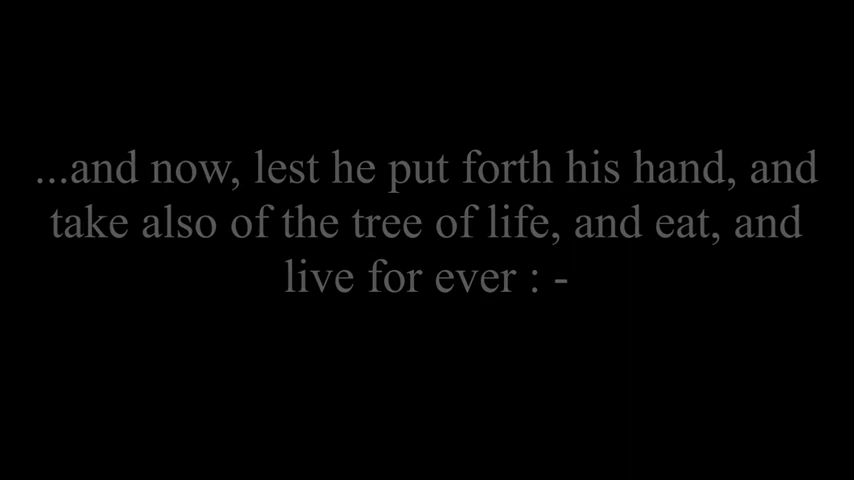 ...and now, lest he put forth his hand, and
take also of the tree of life, and eat, and
live for ever : -